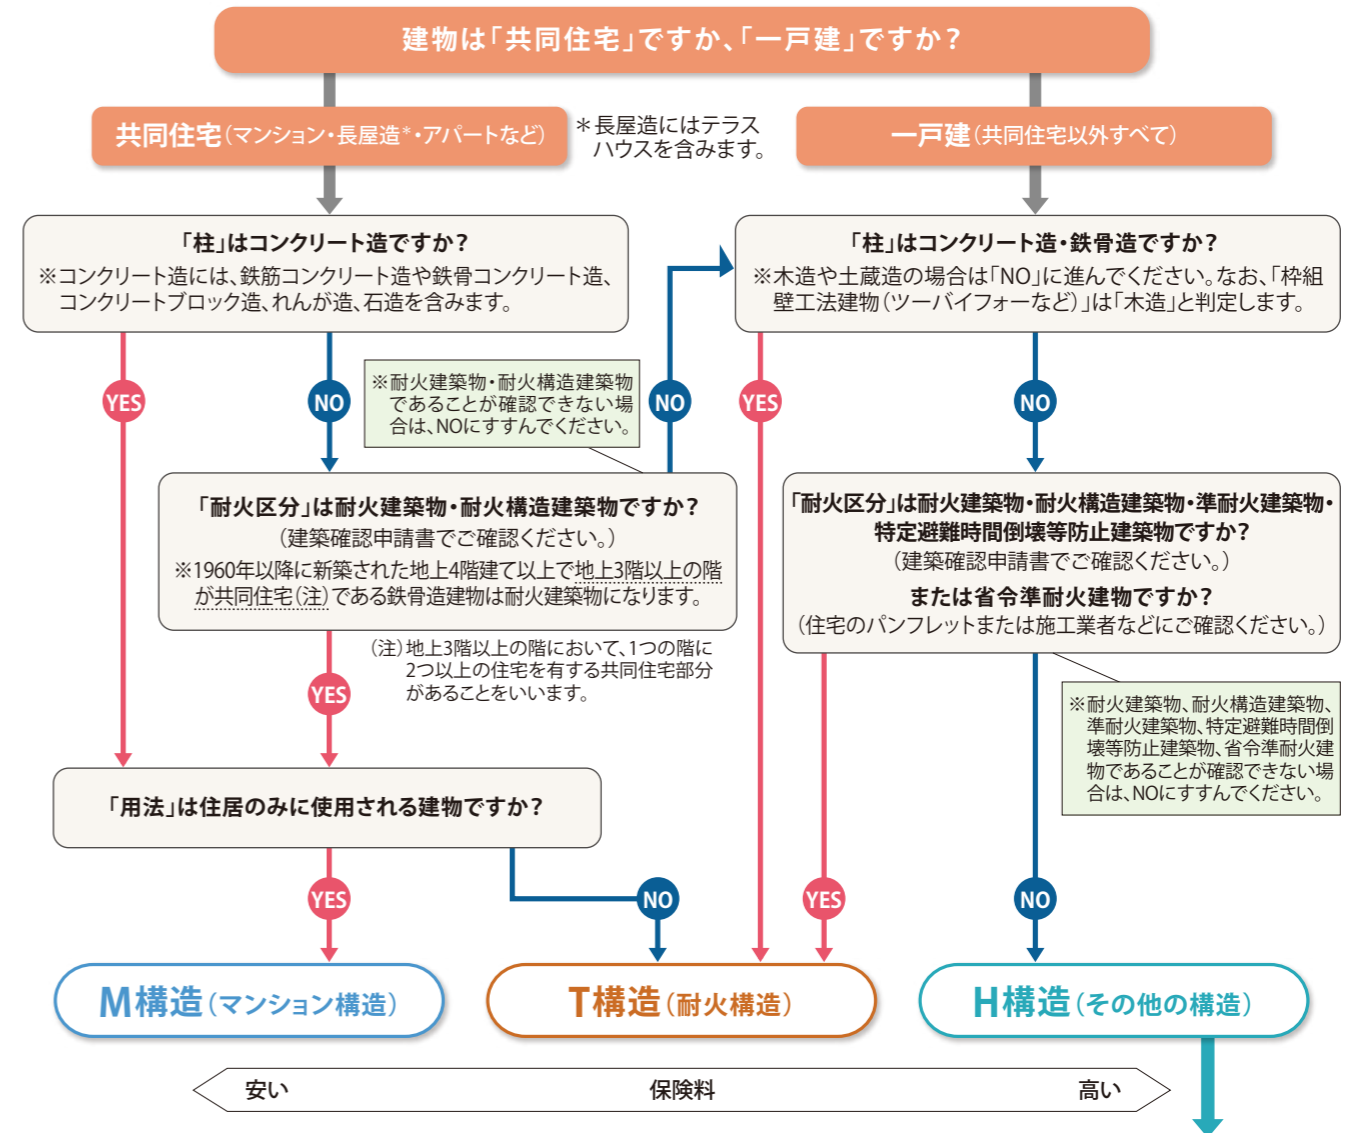 建物は「共同住宅」ですか、「一戸建」ですか？
共同住宅（マンション・長屋造＊・アパートなど）
＊長屋造にはテラス
ハウスを含みます。
一戸建（共同住宅以外すべて）
「柱」はコンクリート造ですか？
※コンクリート造には、鉄筋コンクリート造や鉄骨コンクリート造、
コンクリートブロック造、れんが造、石造を含みます。
「柱」はコンクリート造・鉄骨造ですか？
※木造や土蔵造の場合は「NO」に進んでください。なお、「枠組
壁工法建物（ツーバイフォーなど）」は「木造」と判定します。
YES
NO
※耐火建築物・耐火構造建築物
であることが確認できない場
合は、NOにすすんでください。
NO
YES
NO
「耐火区分」は耐火建築物・耐火構造建築物ですか？
（建築確認申請書でご確認ください。）
※1960年以降に新築された地上4階建て以上で地上3階以上の階
が共同住宅（注）である鉄骨造建物は耐火建築物になります。
（注）地上3階以上の階において、1つの階に
2つ以上の住宅を有する共同住宅部分
があることをいいます。
「耐火区分」は耐火建築物・耐火構造建築物・準耐火建築物・
特定避難時間倒壊等防止建築物ですか？
（建築確認申請書でご確認ください。）
または省令準耐火建物ですか？
（住宅のパンフレットまたは施工業者などにご確認ください。）
YES
※耐火建築物、耐火構造建築物、
準耐火建築物、特定避難時間倒
壊等防止建築物、省令準耐火建
物であることが確認できない場
合は、NOにすすんでください。
「用法」は住居のみに使用される建物ですか？
YES
NO
YES
NO
M構造（マンション構造）
T構造（耐火構造）
H構造（その他の構造）
安い
保険料
高い